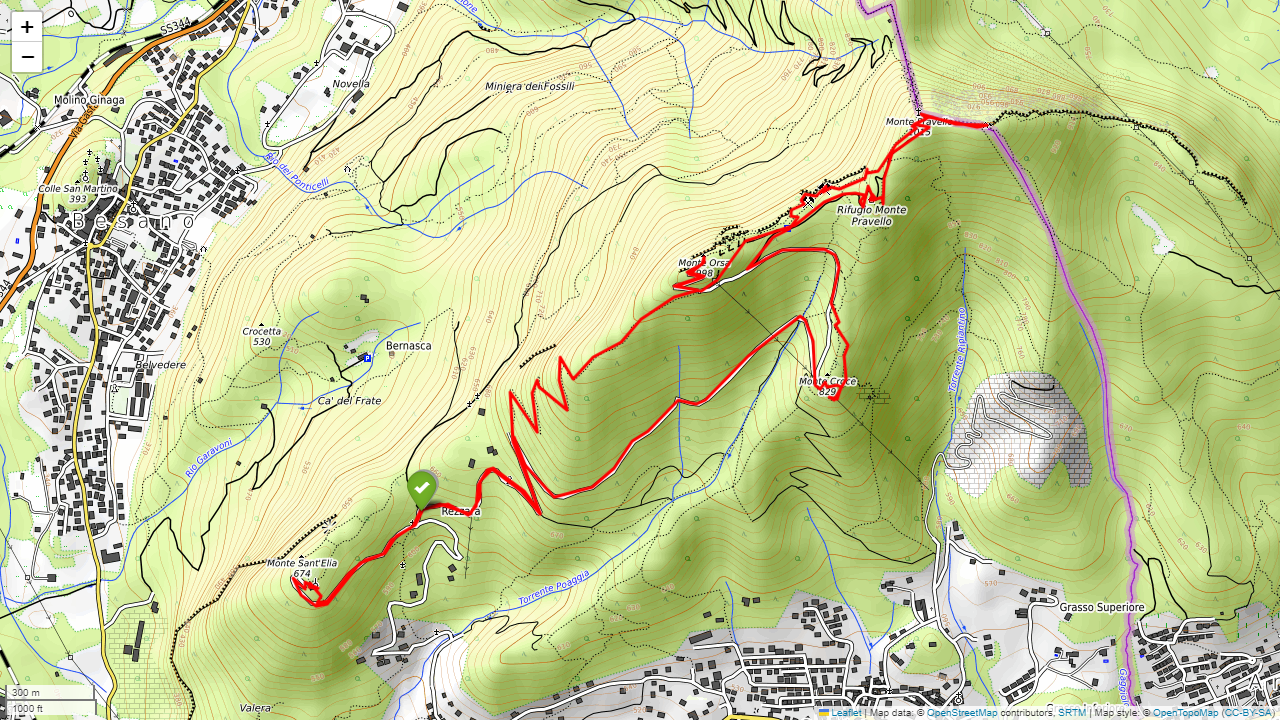 +
−
SS344
Novella
Miniera dei Fossili
Molino Ginaga
Via Gasio
Rio dei Ponticelli
Colle San Martino
393
Besano
Monte Pravello
1015
Rifugio Monte
Pravello
Monte Orsa
998
Crocetta
530
Bernasca
Belvedere
Ca' del Frate
Rio Garavoni
Monte Croce
829
Torrente Ripiantino
Rezzara
Monte Sant'Elia
674
Torrente Poaggia
Grasso Superiore
Valera
Gaggiolo
300 m
1000 ft
Leaflet | Map data: © OpenStreetMap contributors, SRTM | Map style: © OpenTopoMap (CC-BY-SA)